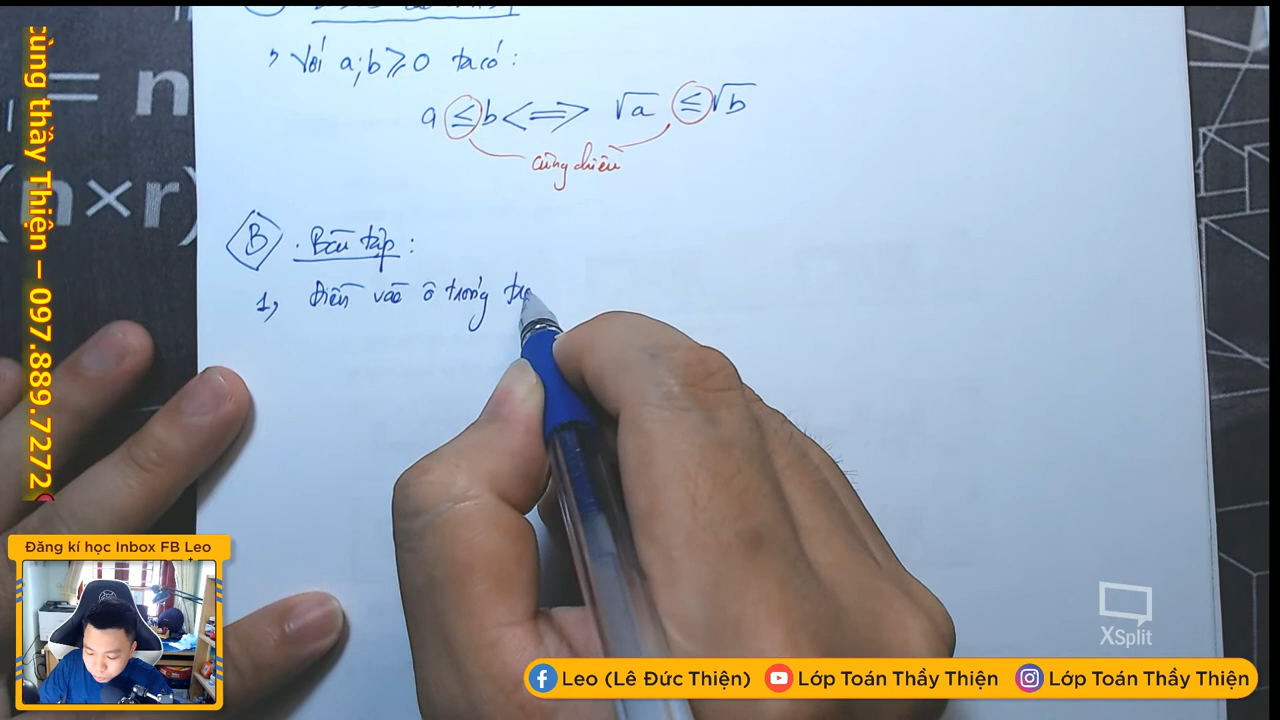 » Với a;b ⩾ 0 ta có :
a ≤ b <=> √a ≤ √b
cùng chiều
B . Bài tập :
1, Điền vào ô trống
cùng thầy Thiện – 097.889.7272
= n
(n×r)
Đăng kí học Inbox FB Leo
XSplit
Leo (Lê Đức Thiện) Lớp Toán Thầy Thiện Lớp Toán Thầy Thiện